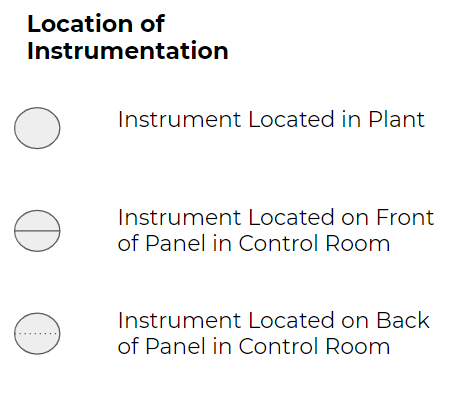 Location of
Instrumentation
Instrument Located in Plant
Instrument Located on Front
of Panel in Control Room
Instrument Located on Back
of Panel in Control Room